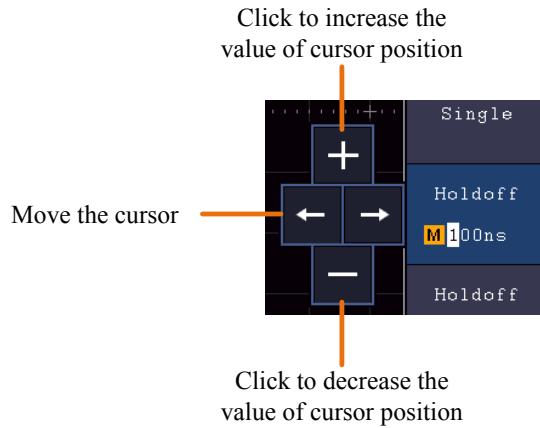 Click to increase the
value of cursor position
Single
Move the cursor
Holdoff
M 100ns
Holdoff
Click to decrease the
value of cursor position